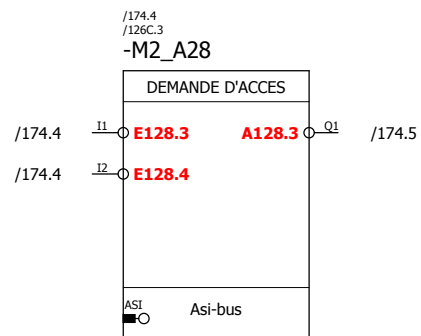 /174.4
/126C.3
-M2_A28
DEMANDE D'ACCES
/174.4 I1 E128.3 A128.3 Q1 /174.5
/174.4 I2 E128.4
ASI Asi-bus